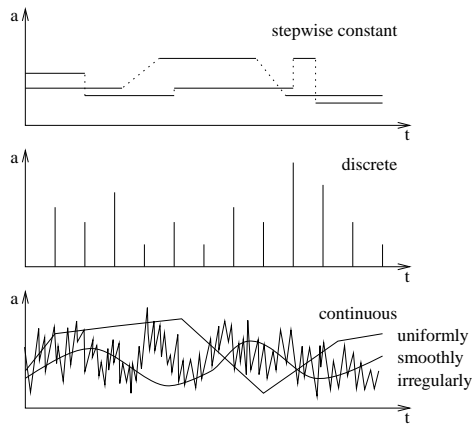 a
stepwise constant
t
a
discrete
t
a
continuous
uniformly
smoothly
irregularly
t